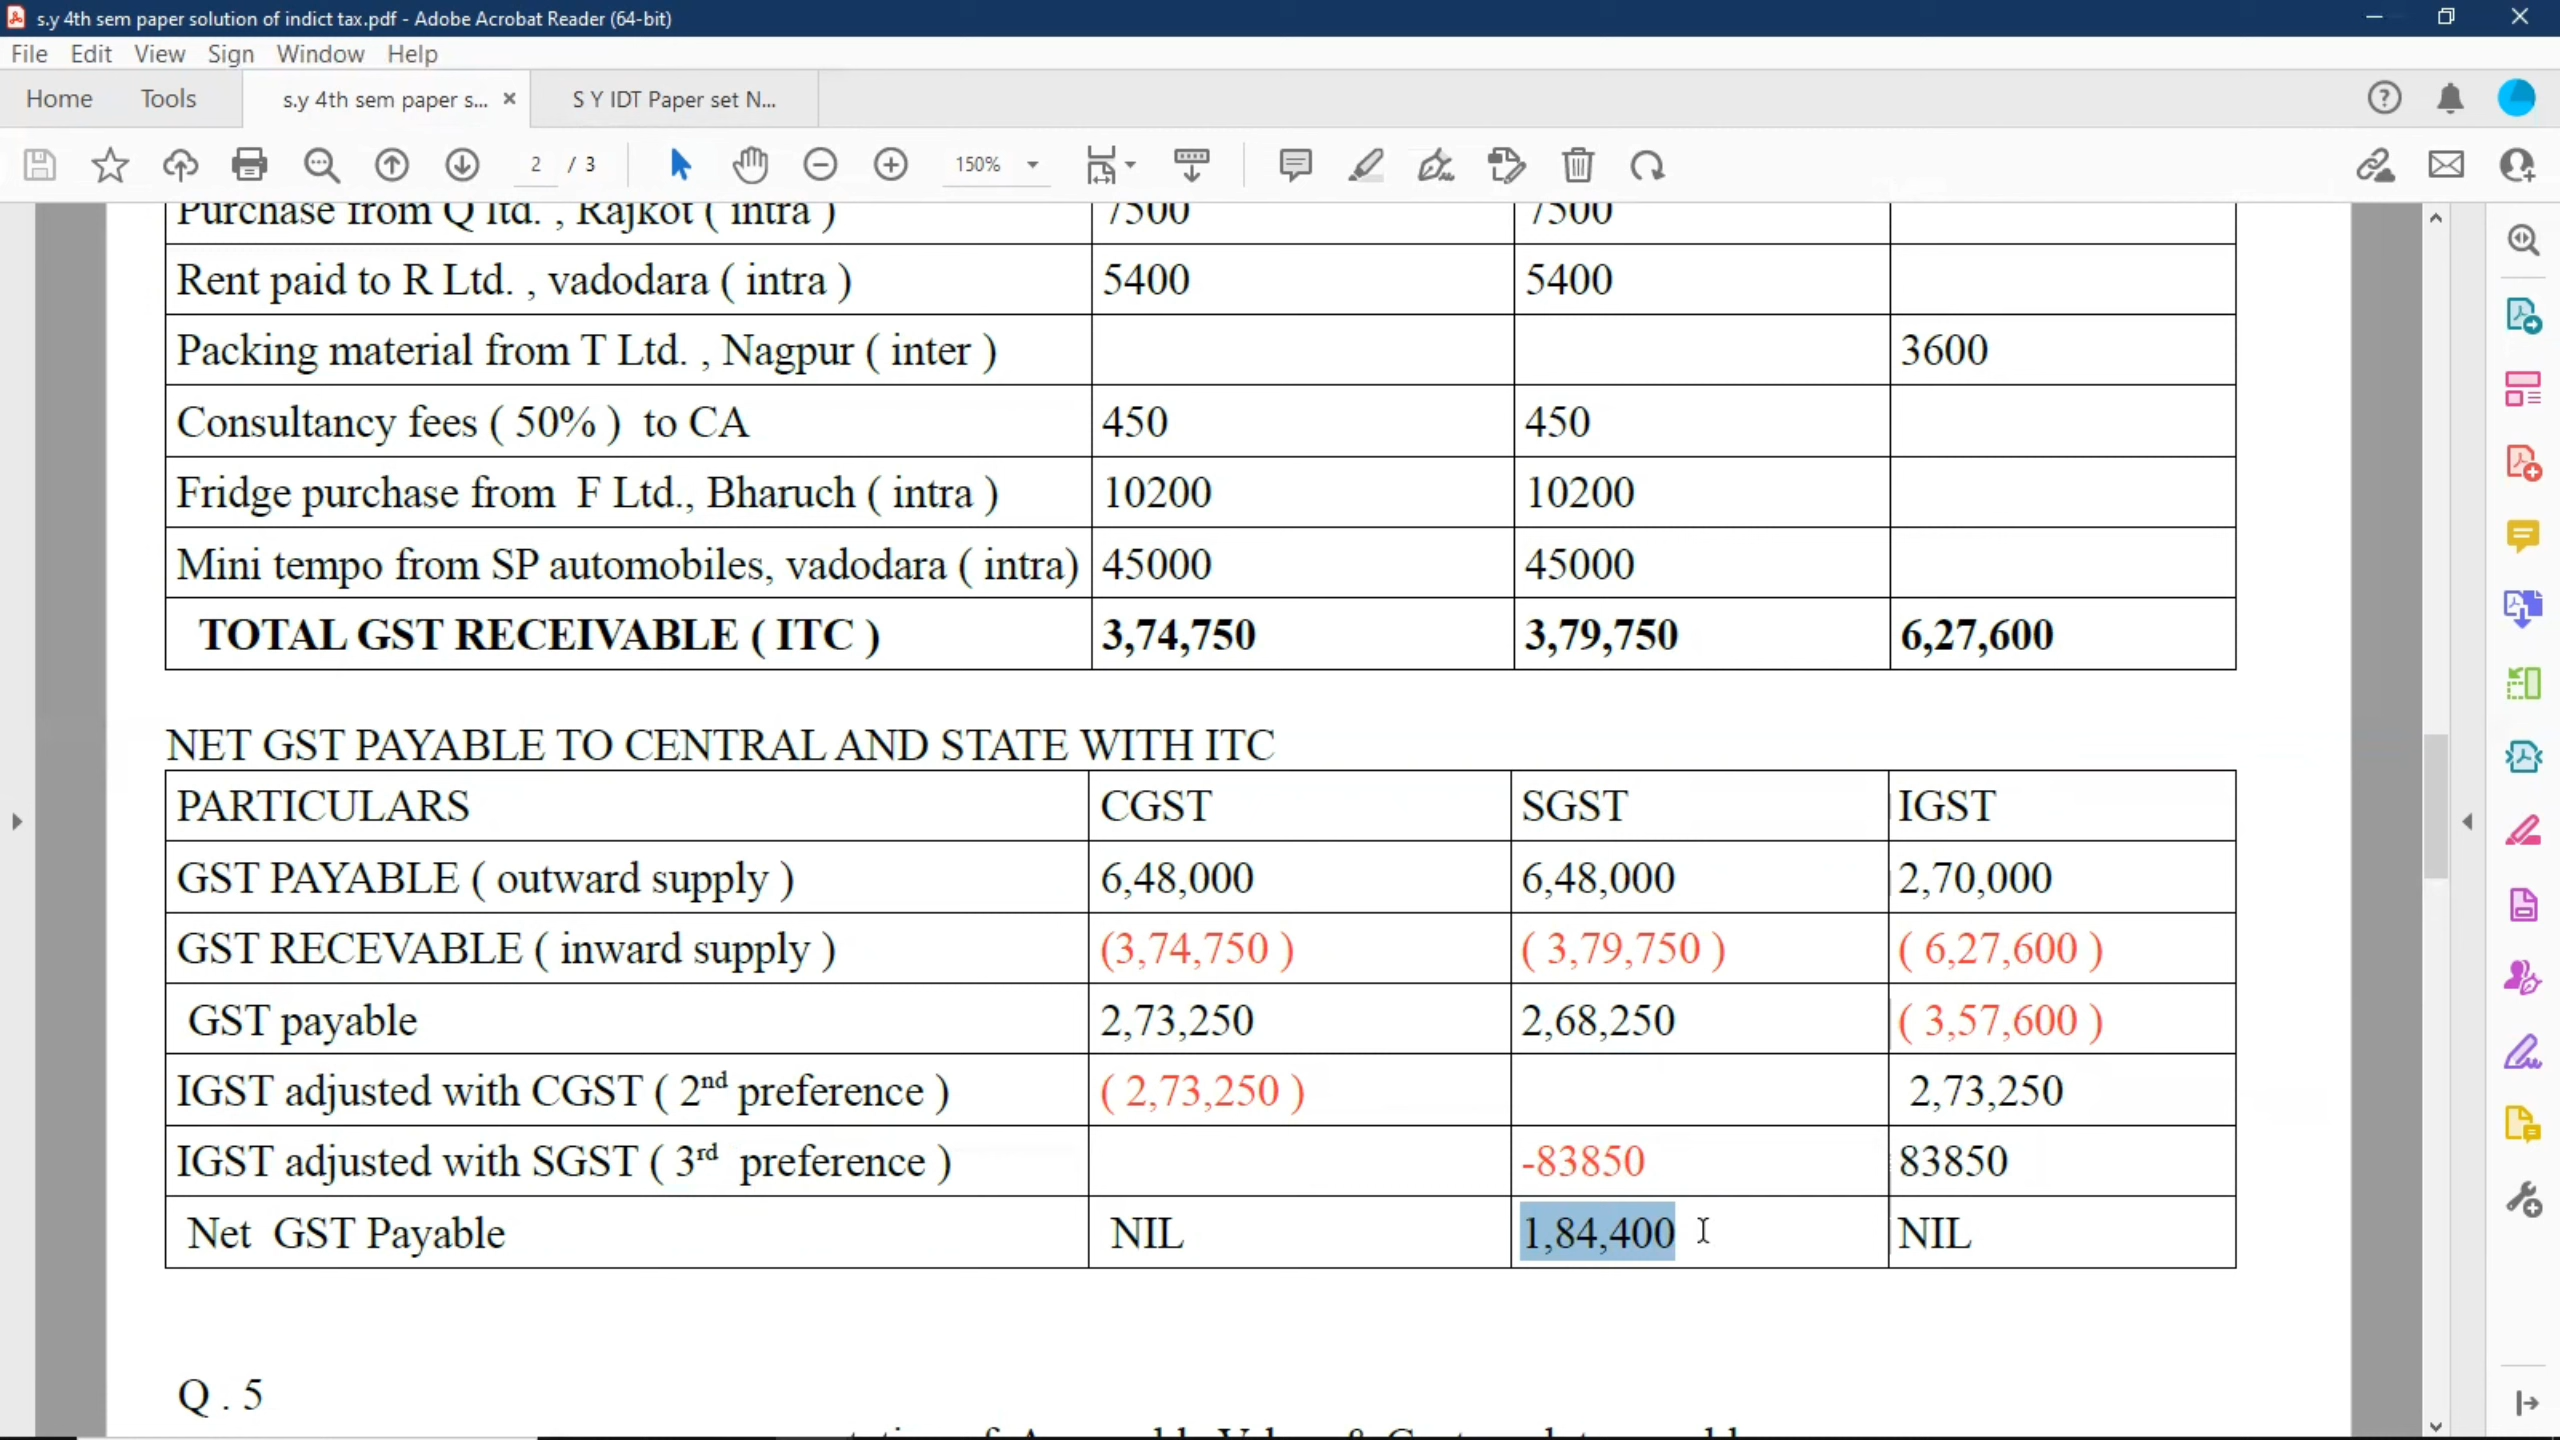 s.y 4th sem paper solution of indict tax.pdf - Adobe Acrobat Reader (64-bit)
File Edit View Sign Window Help
Home Tools s.y 4th sem paper s... S Y IDT Paper set N...
2 / 3 150%
Purchase from Q ltd. , Rajkot ( intra ) 7500 7500
Rent paid to R Ltd. , vadodara ( intra ) 5400 5400
Packing material from T Ltd. , Nagpur ( inter ) 3600
Consultancy fees ( 50% ) to CA 450 450
Fridge purchase from F Ltd., Bharuch ( intra ) 10200 10200
Mini tempo from SP automobiles, vadodara ( intra) 45000 45000
TOTAL GST RECEIVABLE ( ITC ) 3,74,750 3,79,750 6,27,600
NET GST PAYABLE TO CENTRAL AND STATE WITH ITC
PARTICULARS CGST SGST IGST
GST PAYABLE ( outward supply ) 6,48,000 6,48,000 2,70,000
GST RECEVABLE ( inward supply ) (3,74,750 ) ( 3,79,750 ) ( 6,27,600 )
GST payable 2,73,250 2,68,250 ( 3,57,600 )
IGST adjusted with CGST ( 2nd preference ) ( 2,73,250 ) 2,73,250
IGST adjusted with SGST ( 3rd preference ) -83850 83850
Net GST Payable NIL 1,84,400 NIL
Q . 5